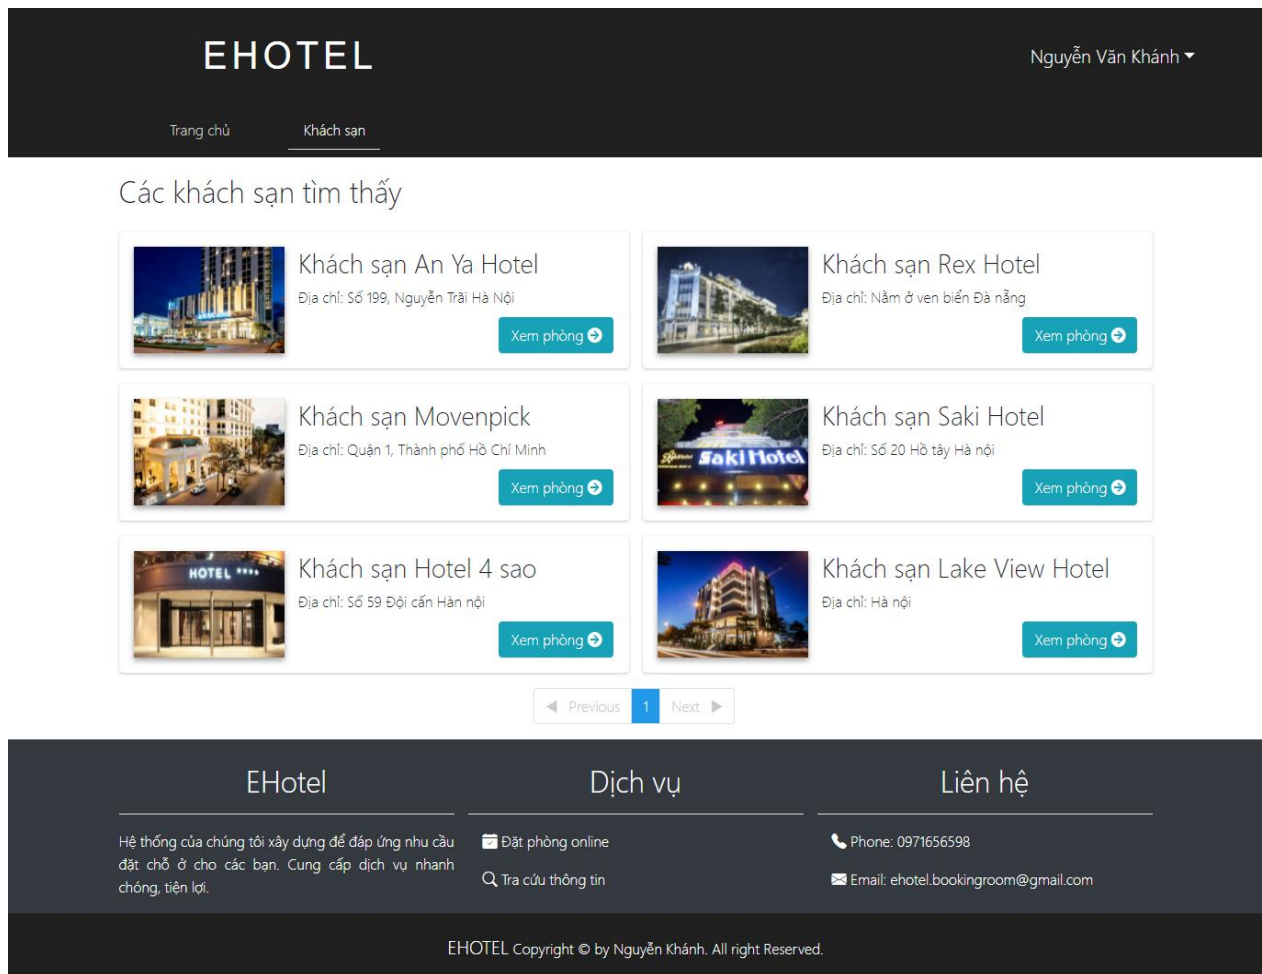 EHOTEL
Nguyễn Văn Khánh
Trang chủ
Khách sạn
Các khách sạn tìm thấy
Khách sạn An Ya Hotel
Địa chỉ: Số 199, Nguyễn Trãi Hà Nội
Xem phòng
Khách sạn Rex Hotel
Địa chỉ: Nằm ở ven biển Đà nẵng
Xem phòng
Khách sạn Movenpick
Địa chỉ: Quận 1, Thành phố Hồ Chí Minh
Xem phòng
Saki Hotel
Khách sạn Saki Hotel
Địa chỉ: Số 20 Hồ tây Hà nội
Xem phòng
HOTEL ****
Khách sạn Hotel 4 sao
Địa chỉ: Số 59 Đội cấn Hàn nội
Xem phòng
Khách sạn Lake View Hotel
Địa chỉ: Hà nội
Xem phòng
Previous
1
Next
EHotel
Hệ thống của chúng tôi xây dựng để đáp ứng nhu cầu
đặt chỗ ở cho các bạn. Cung cấp dịch vụ nhanh
chóng, tiện lợi.
Dịch vụ
Đặt phòng online
Tra cứu thông tin
Liên hệ
Phone: 0971656598
Email: ehotel.bookingroom@gmail.com
EHOTEL Copyright © by Nguyễn Khánh. All right Reserved.